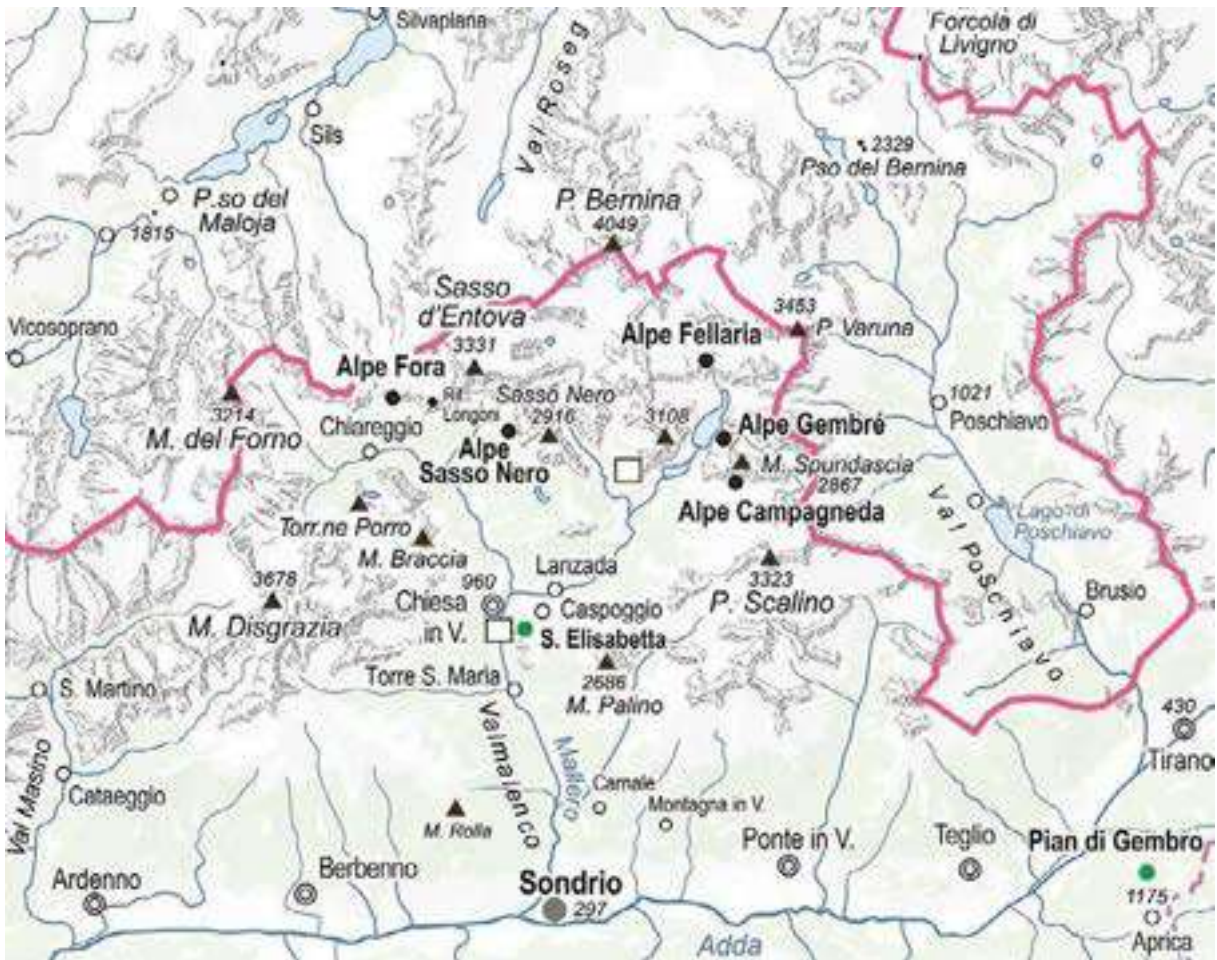 Silvaplana
Forcola di
Livigno
Val Roseg
Sils
2329
Pso del Bernina
P.so del
Maloja
1815
P. Bernina
4049
Sasso
d'Entova
3331
3453
P. Varuna
Vicosoprano
Alpe Fellaria
Alpe Fora
Rif.
Longoni
Sasso Nero
2916
3108
1021
Poschiavo
3214
M. del Forno
Chiareggio
Alpe
Sasso Nero
Alpe Gembré
M. Spundascia
2867
Alpe Campagneda
Torr.ne Porro
M. Braccia
Lago di
Poschiavo
Val PoSchiavo
3678
M. Disgrazia
960
Chiesa
in V.
Lanzada
Caspoggio
S. Elisabetta
3323
P. Scalino
Brusio
S. Martino
Torre S. Maria
2686
M. Palino
430
Tirano
Val Masino
Cataeggio
Valmalenco
Mallero
M. Rolla
Carnale
Montagna in V.
Ponte in V.
Teglio
Pian di Gembro
1175
Aprica
Ardenno
Berbenno
Sondrio
297
Adda